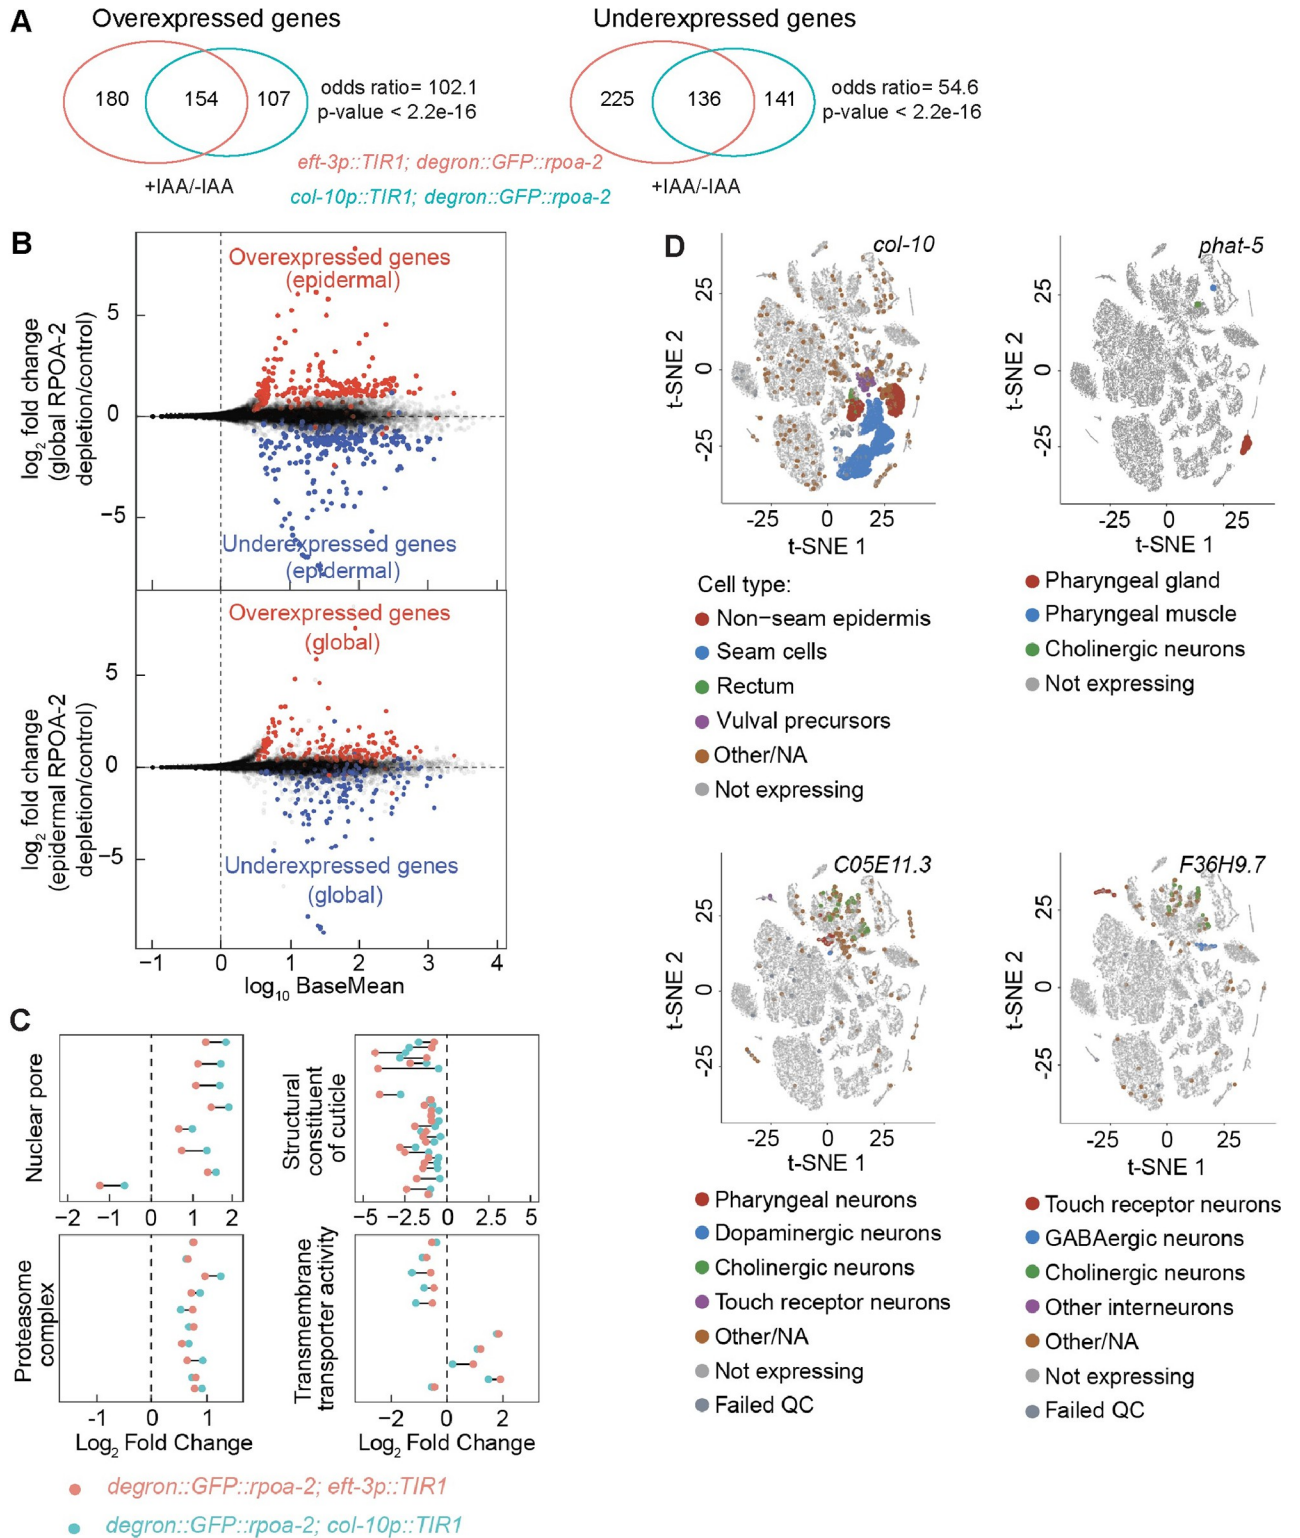 A
Overexpressed genes
Underexpressed genes
180
154
107
odds ratio= 102.1
p-value < 2.2e-16
225
136
141
odds ratio= 54.6
p-value < 2.2e-16
eft-3p::TIR1; degron::GFP::rpoa-2
col-10p::TIR1; degron::GFP::rpoa-2
+IAA/-IAA
+IAA/-IAA
B
Overexpressed genes
(epidermal)
Underexpressed genes
(epidermal)
log2 fold change
(global RPOA-2
depletion/control)
5
0
−5
Overexpressed genes
(global)
Underexpressed genes
(global)
log2 fold change
(epidermal RPOA-2
depletion/control)
5
0
−5
−1 0 1 2 3 4
log10 BaseMean
C
Nuclear pore
−2 −1 0 1 2
Structural
constituent
of cuticle
−5 −2.5 0 2.5 5
Proteasome
complex
-1 0 1
Log2 Fold Change
Transmembrane
transporter activity
−2 0 2
Log2 Fold Change
degron::GFP::rpoa-2; eft-3p::TIR1
degron::GFP::rpoa-2; col-10p::TIR1
D
col-10
t-SNE 2
25
0
-25
-25 0 25
t-SNE 1
Cell type:
Non−seam epidermis
Seam cells
Rectum
Vulval precursors
Other/NA
Not expressing
phat-5
t-SNE 2
25
0
-25
-25 0 25
t-SNE 1
Pharyngeal gland
Pharyngeal muscle
Cholinergic neurons
Not expressing
C05E11.3
t-SNE 2
25
0
-25
-25 0 25
t-SNE 1
Pharyngeal neurons
Dopaminergic neurons
Cholinergic neurons
Touch receptor neurons
Other/NA
Not expressing
Failed QC
F36H9.7
t-SNE 2
25
0
-25
-25 0 25
t-SNE 1
Touch receptor neurons
GABAergic neurons
Cholinergic neurons
Other interneurons
Other/NA
Not expressing
Failed QC